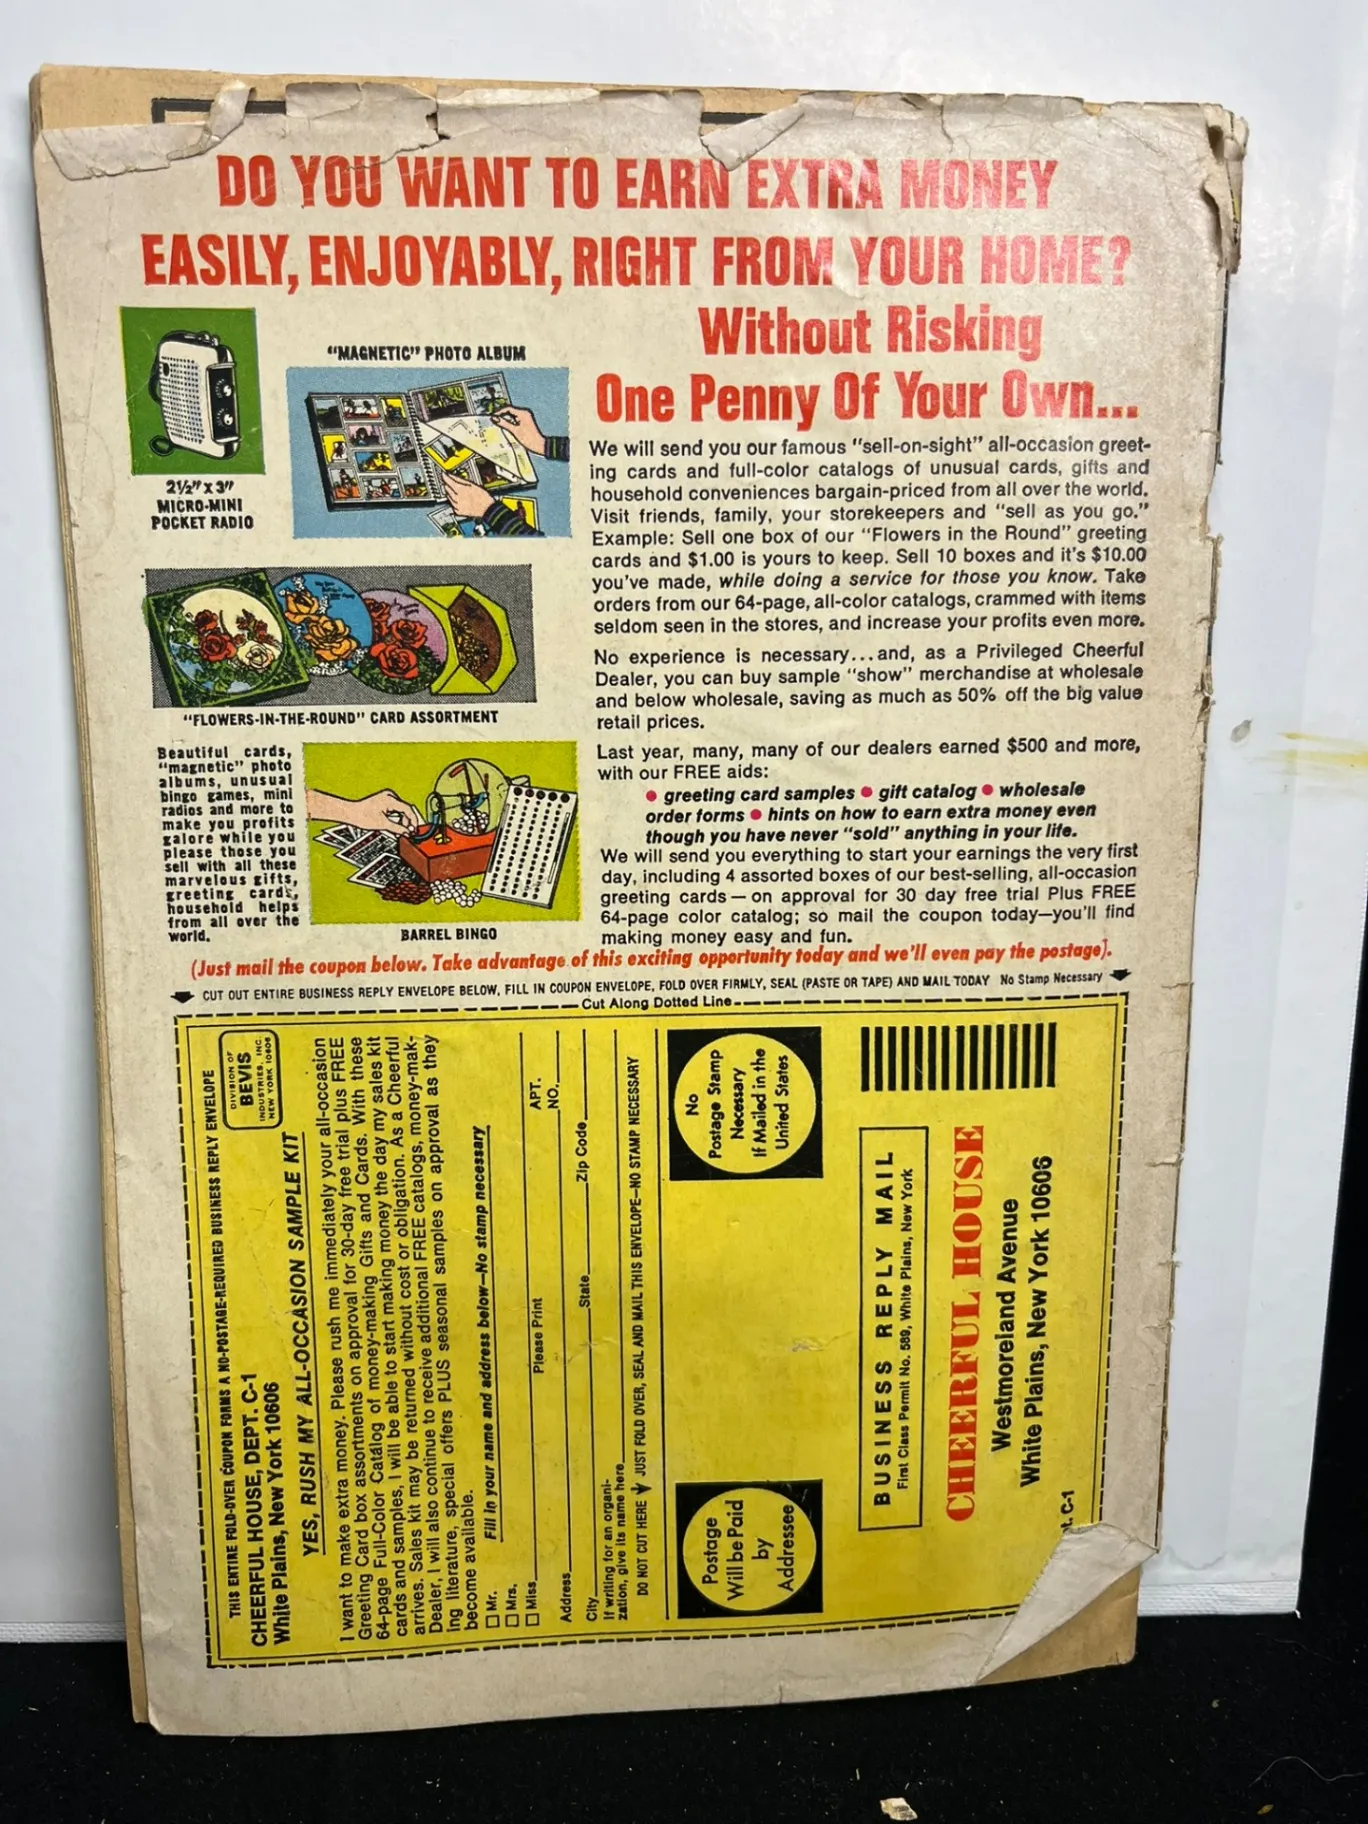 DO YOU WANT TO EARN EXTRA MONEY
EASILY, ENJOYABLY, RIGHT FROM YOUR HOME?
Without Risking
One Penny Of Your Own...
2½" x 3"
MICRO-MINI
POCKET RADIO
"MAGNETIC" PHOTO ALBUM
"FLOWERS-IN-THE-ROUND" CARD ASSORTMENT
Beautiful cards,
"magnetic" photo
albums, unusual
bingo games, mini
radios and more to
make you profits
galore while you
please those you
sell with all these
marvelous gifts,
greeting cards,
household helps
from all over the
world.
BARREL BINGO
We will send you our famous "sell-on-sight" all-occasion greet-
ing cards and full-color catalogs of unusual cards, gifts and
household conveniences bargain-priced from all over the world.
Visit friends, family, your storekeepers and "sell as you go."
Example: Sell one box of our "Flowers in the Round" greeting
cards and $1.00 is yours to keep. Sell 10 boxes and it's $10.00
you've made, while doing a service for those you know. Take
orders from our 64-page, all-color catalogs, crammed with items
seldom seen in the stores, and increase your profits even more.
No experience is necessary...and, as a Privileged Cheerful
Dealer, you can buy sample "show" merchandise at wholesale
and below wholesale, saving as much as 50% off the big value
retail prices.
Last year, many, many of our dealers earned $500 and more,
with our FREE aids:
● greeting card samples ● gift catalog ● wholesale
order forms ● hints on how to earn extra money even
though you have never "sold" anything in your life.
We will send you everything to start your earnings the very first
day, including 4 assorted boxes of our best-selling, all-occasion
greeting cards — on approval for 30 day free trial Plus FREE
64-page color catalog; so mail the coupon today—you'll find
making money easy and fun.
(Just mail the coupon below. Take advantage of this exciting opportunity today and we'll even pay the postage).
CUT OUT ENTIRE BUSINESS REPLY ENVELOPE BELOW, FILL IN COUPON ENVELOPE, FOLD OVER FIRMLY, SEAL (PASTE OR TAPE) AND MAIL TODAY No Stamp Necessary
Cut Along Dotted Line
THIS ENTIRE FOLD-OVER COUPON FORMS A NO-POSTAGE-REQUIRED BUSINESS REPLY ENVELOPE
CHEERFUL HOUSE, DEPT. C-1
White Plains, New York 10606
DIVISION OF
BEVIS
INDUSTRIES, INC.
NEW YORK 10606
YES, RUSH MY ALL-OCCASION SAMPLE KIT
I want to make extra money. Please rush me immediately your all-occasion
Greeting Card box assortments on approval for 30-day free trial plus FREE
64-page Full-Color Catalog of money-making Gifts and Cards. With these
cards and samples, I will be able to start making money the day my sales kit
arrives. Sales kit may be returned without cost or obligation. As a Cheerful
Dealer, I will also continue to receive additional FREE catalogs, money-mak-
ing literature, special offers PLUS seasonal samples on approval as they
become available.
Fill in your name and address below—No stamp necessary
Mr.
Mrs.
Miss
Please Print
APT.
NO.
Address
City
State
Zip Code
If writing for an organi-
zation, give its name here
DO NOT CUT HERE JUST FOLD OVER, SEAL AND MAIL THIS ENVELOPE—NO STAMP NECESSARY
Postage
Will be Paid
by
Addressee
No
Postage Stamp
Necessary
If Mailed in the
United States
BUSINESS REPLY MAIL
First Class Permit No. 589, White Plains, New York
CHEERFUL HOUSE
Westmoreland Avenue
White Plains, New York 10606
C-1